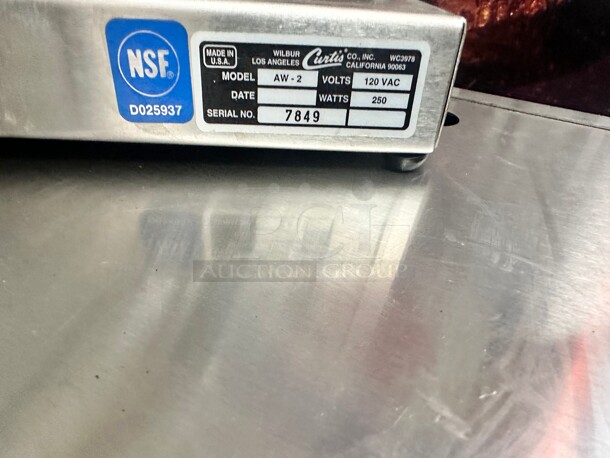 NSF®
D025937
MADE IN U.S.A.
WILBUR Curtis CO., INC. WC3978
LOS ANGELES CALIFORNIA 90063
MODEL AW - 2 VOLTS 120 VAC
DATE WATTS 250
SERIAL NO. 7849
AUCTION GROUP